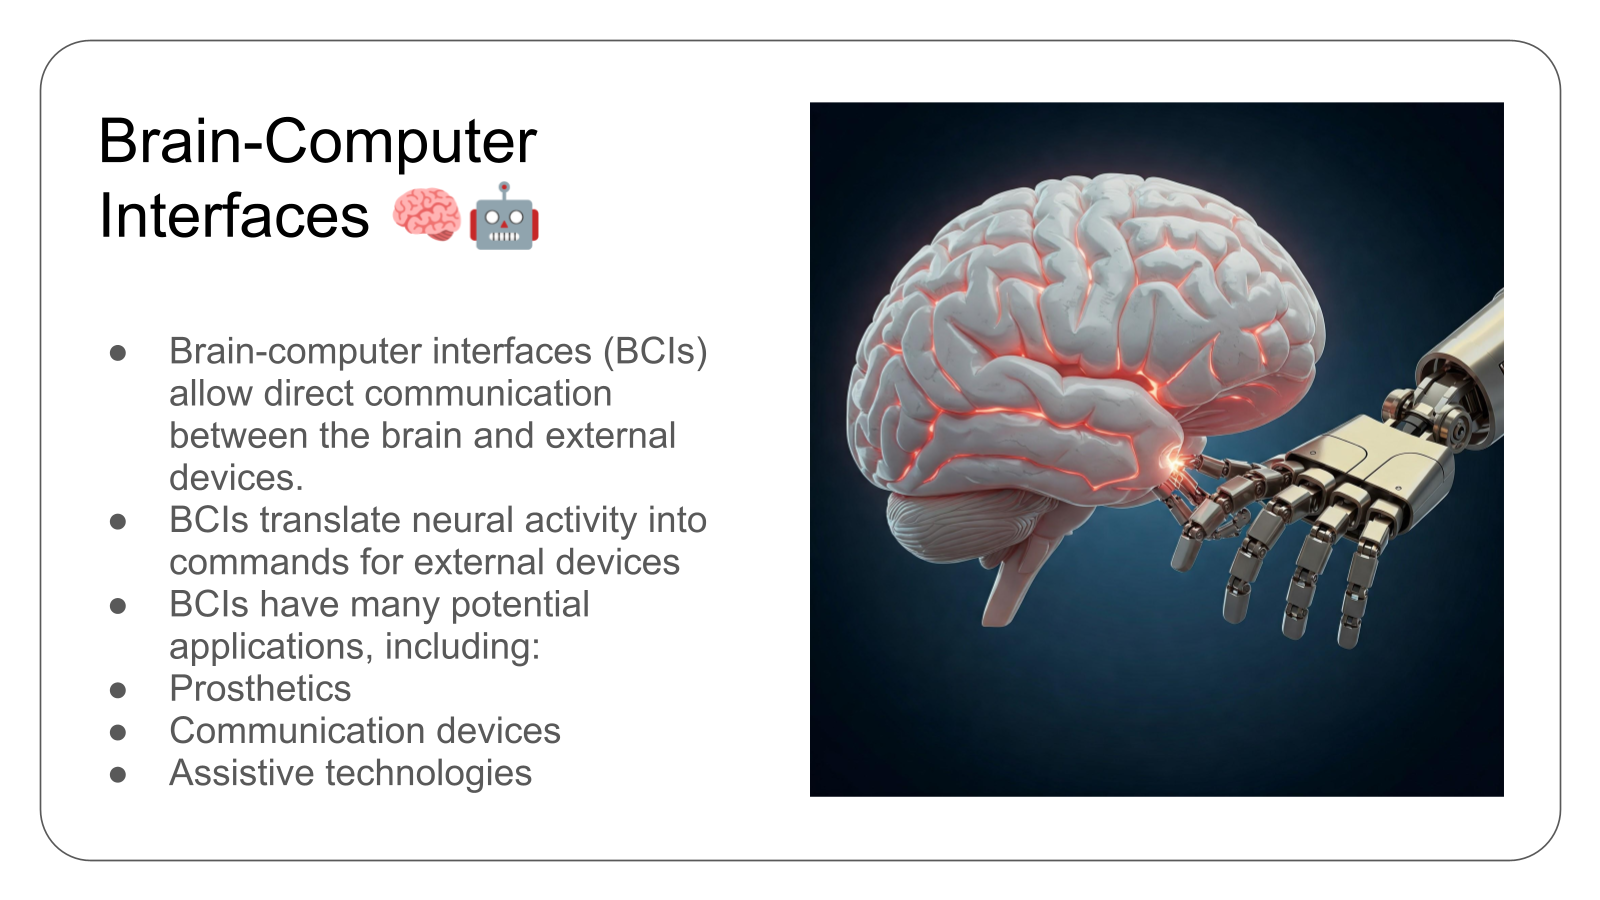 Brain-Computer
Interfaces 🧠🤖
● Brain-computer interfaces (BCIs)
allow direct communication
between the brain and external
devices.
● BCIs translate neural activity into
commands for external devices
● BCIs have many potential
applications, including:
● Prosthetics
● Communication devices
● Assistive technologies